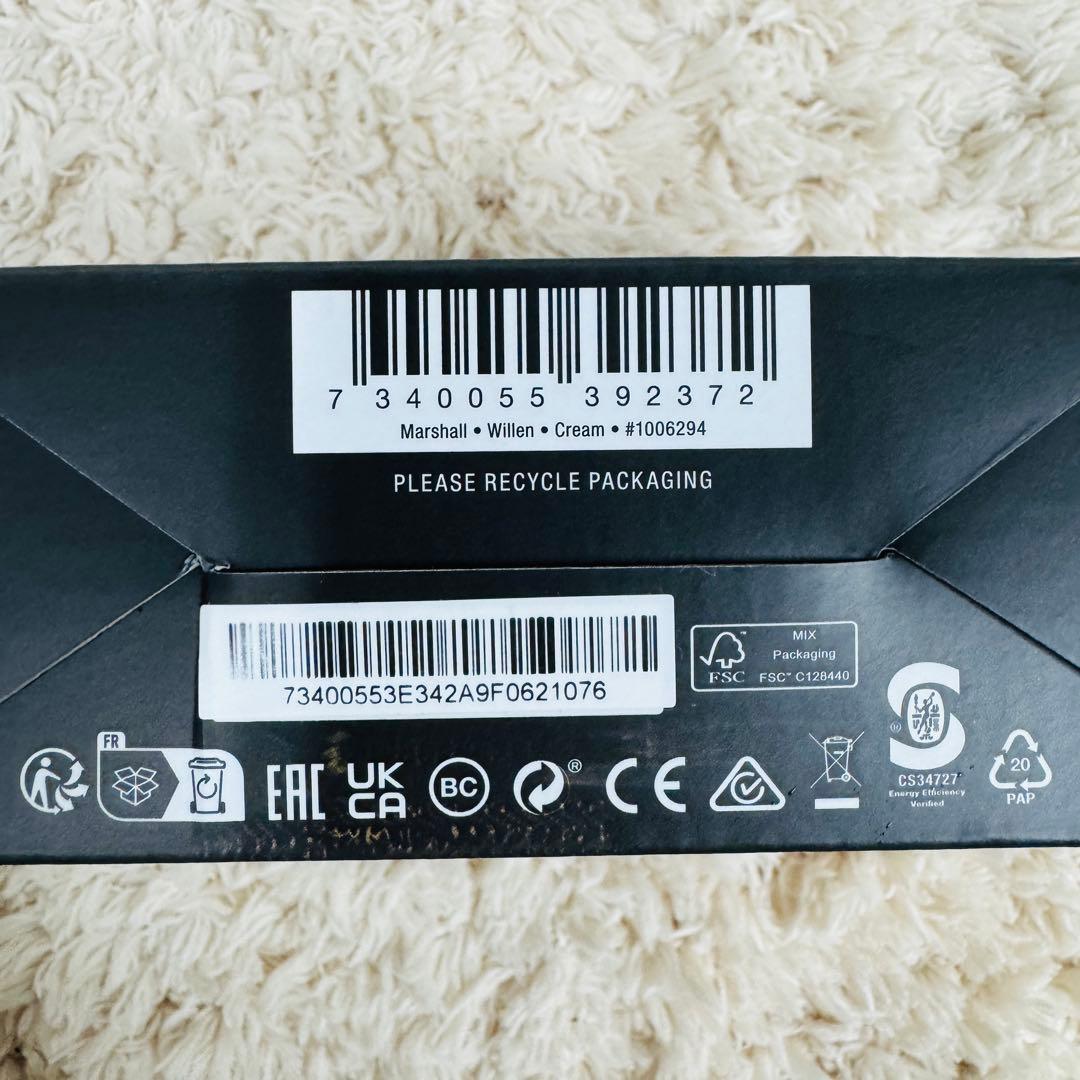 7 340055 392372
Marshall • Willen • Cream • #1006294
PLEASE RECYCLE PACKAGING
73400553E342A9F0621076
FSC™
MIX
Packaging
FSC™ C128440
FR
EAC
UK
CA
BC
®
CE
®
S
CS34727
Energy Efficiency
Verified
20
PAP